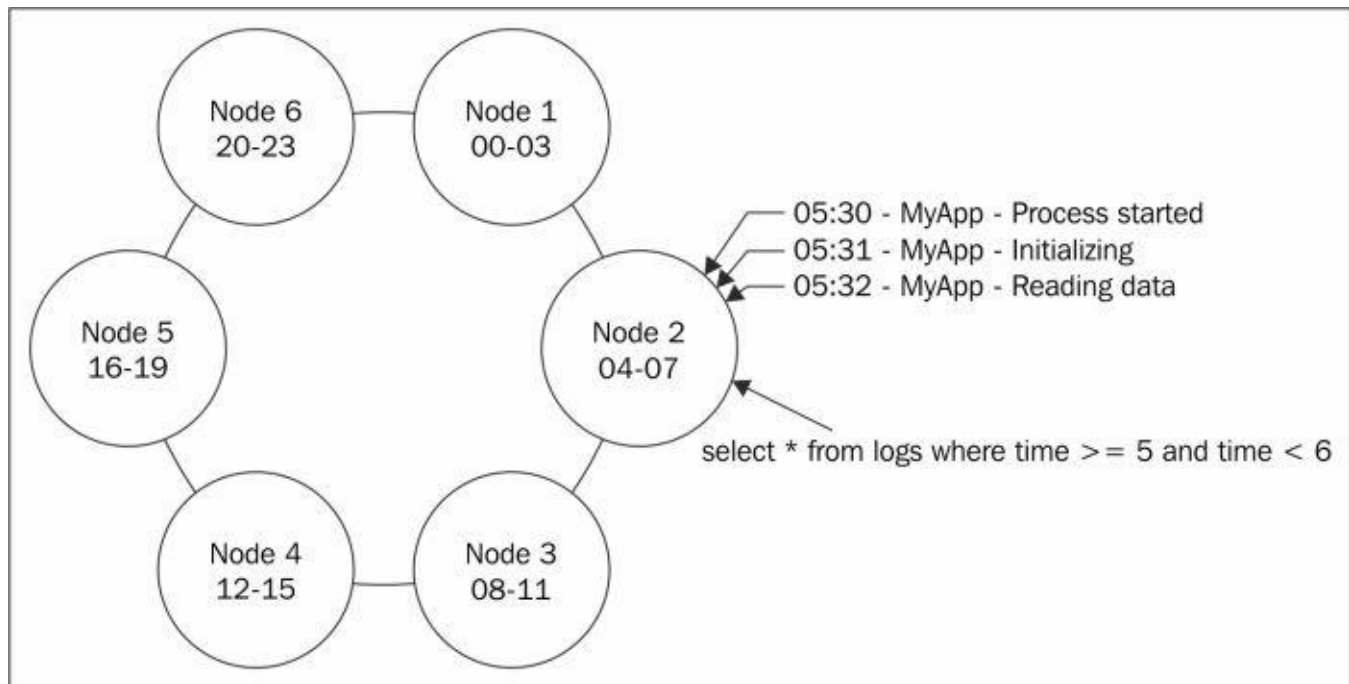 Node 6
20-23
Node 1
00-03
05:30 - MyApp - Process started
05:31 - MyApp - Initializing
05:32 - MyApp - Reading data
Node 5
16-19
Node 2
04-07
select * from logs where time >= 5 and time < 6
Node 4
12-15
Node 3
08-11